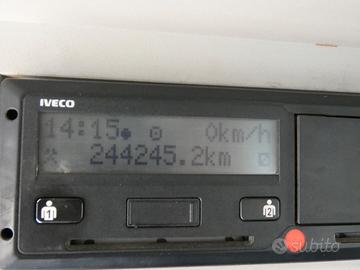 IVECO
14:15 0km/h
244245.2km
1 2
subito